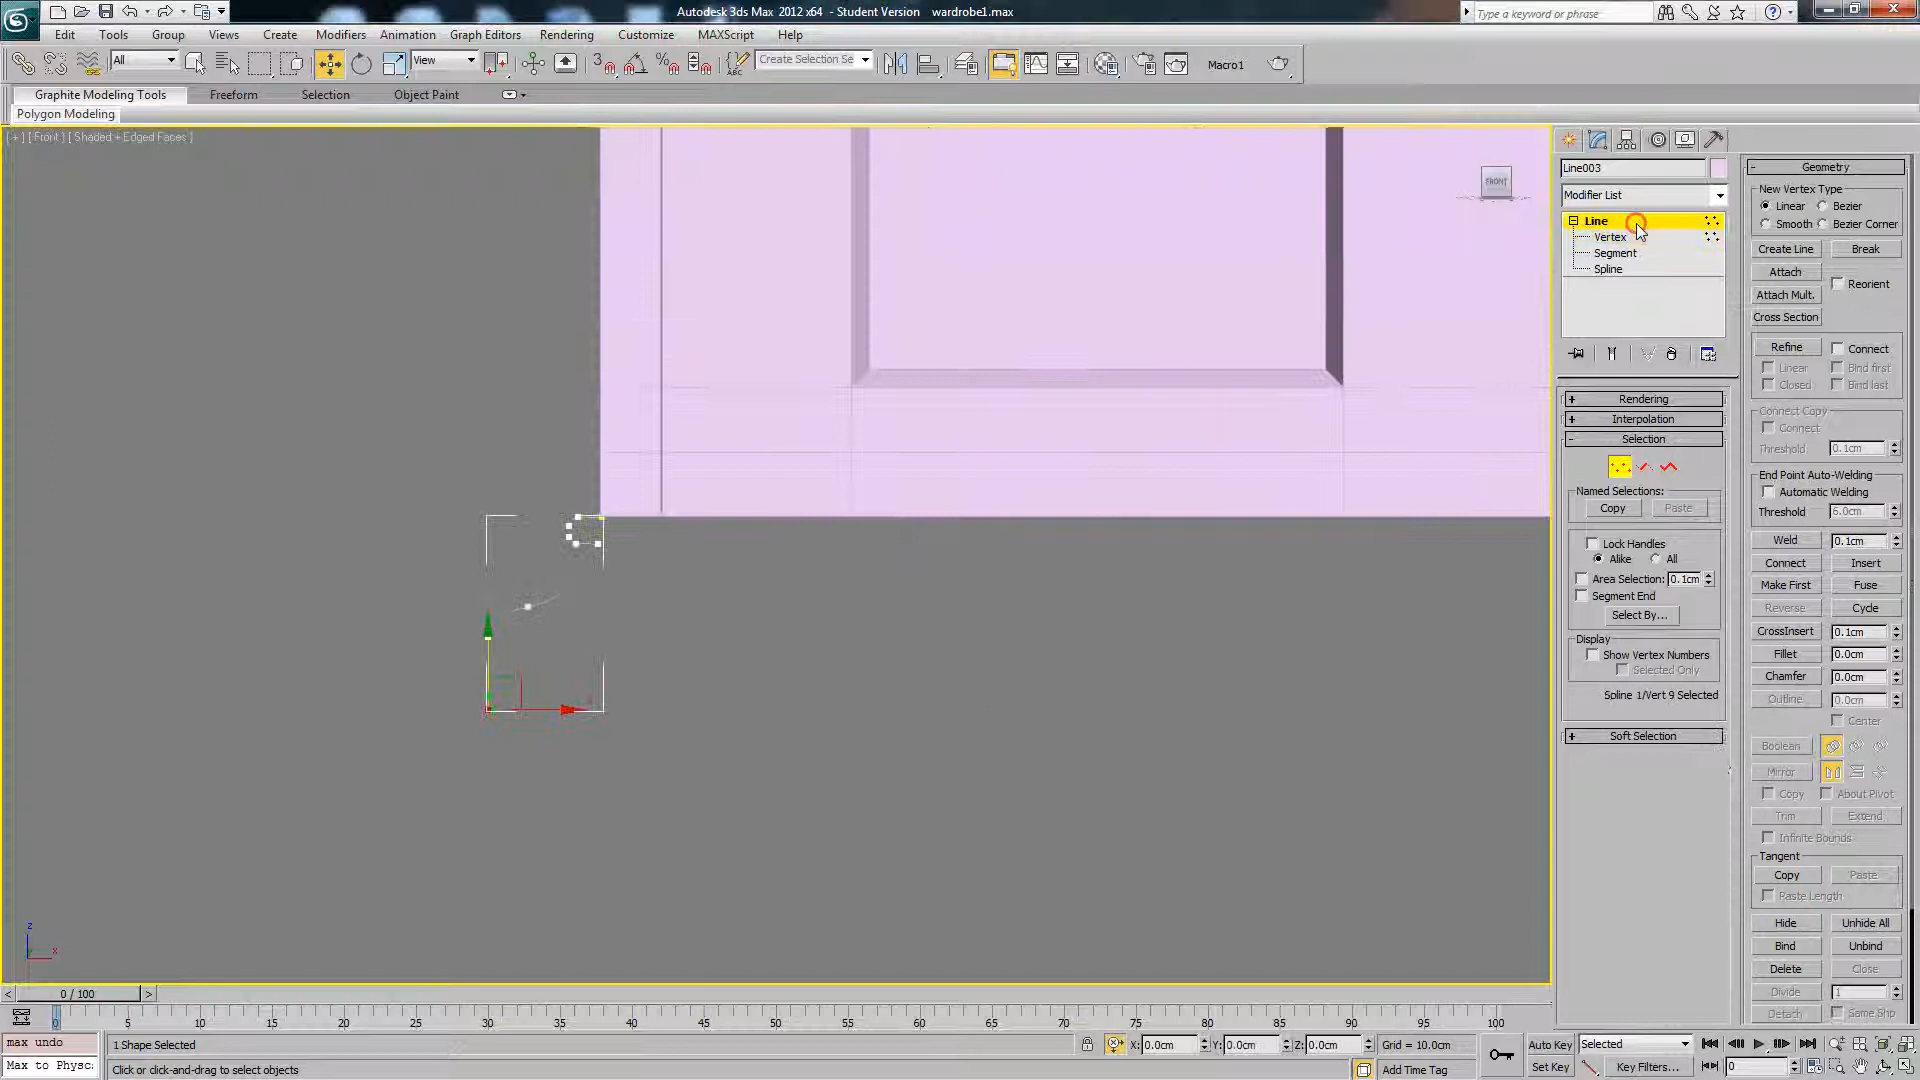 Autodesk 3ds Max 2012 x64 - Student Version wardrobe1.max
Type a keyword or phrase
Edit Tools Group Views Create Modifiers Animation Graph Editors Rendering Customize MAXScript Help
All View 3 Create Selection Se Macro1
Graphite Modeling Tools Freeform Selection Object Paint
Polygon Modeling
[ + ] [ Front ] [ Shaded + Edged Faces ]
FRONT
Line003
Modifier List
Line
Vertex
Segment
Spline
Rendering
Interpolation
Selection
Named Selections:
Copy Paste
Lock Handles
Alike All
Area Selection: 0.1cm
Segment End
Select By...
Display
Show Vertex Numbers
Selected Only
Spline 1/Vert 9 Selected
Soft Selection
Geometry
New Vertex Type
Linear Bezier
Smooth Bezier Corner
Create Line Break
Attach
Reorient
Attach Mult.
Cross Section
Refine Connect
Linear Bind first
Closed Bind last
Connect Copy
Connect
Threshold 0.1cm
End Point Auto-Welding
Automatic Welding
Threshold 6.0cm
Weld 0.1cm
Connect Insert
Make First Fuse
Reverse Cycle
CrossInsert 0.1cm
Fillet 0.0cm
Chamfer 0.0cm
Outline 0.0cm
Center
Boolean
Mirror
Copy About Pivot
Trim Extend
Infinite Bounds
Tangent
Copy Paste
Paste Length
Hide Unhide All
Bind Unbind
Delete Close
Divide 1
Detach Same Shp
z
x
< 0 / 100 >
0 5 10 15 20 25 30 35 40 45 50 55 60 65 70 75 80 85 90 95 100
max undo 1 Shape Selected X: 0.0cm Y: 0.0cm Z: 0.0cm Grid = 10.0cm Auto Key Selected
Max to Physc: Click or click-and-drag to select objects Add Time Tag Set Key Key Filters... 0